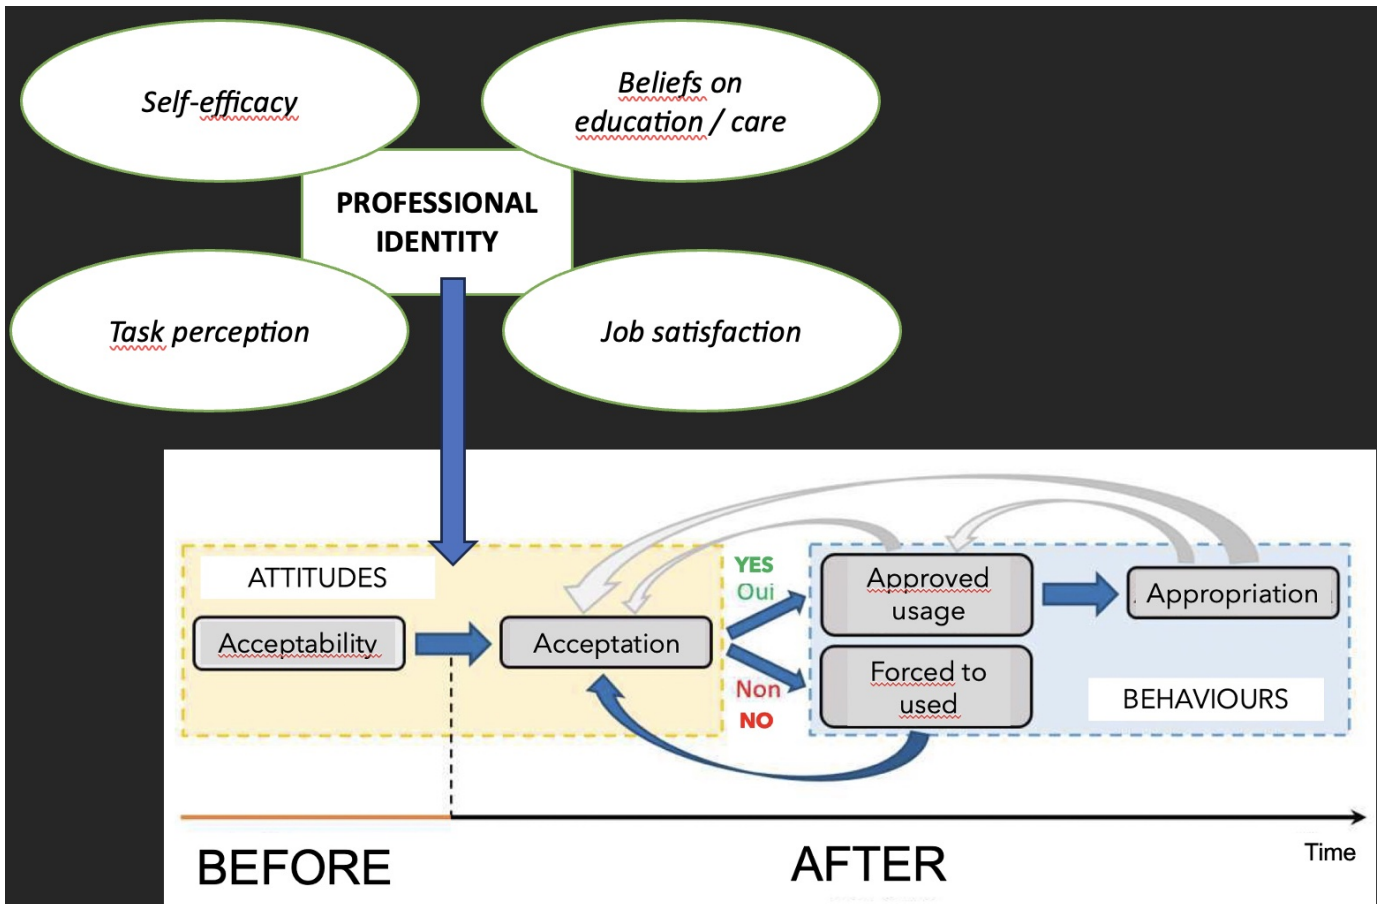 Self-efficacy
Beliefs on
education / care
PROFESSIONAL
IDENTITY
Task perception
Job satisfaction
ATTITUDES
Acceptability
Acceptation
YES
Oui
Non
NO
Approved
usage
Forced to
used
Appropriation
BEHAVIOURS
BEFORE
AFTER
Time